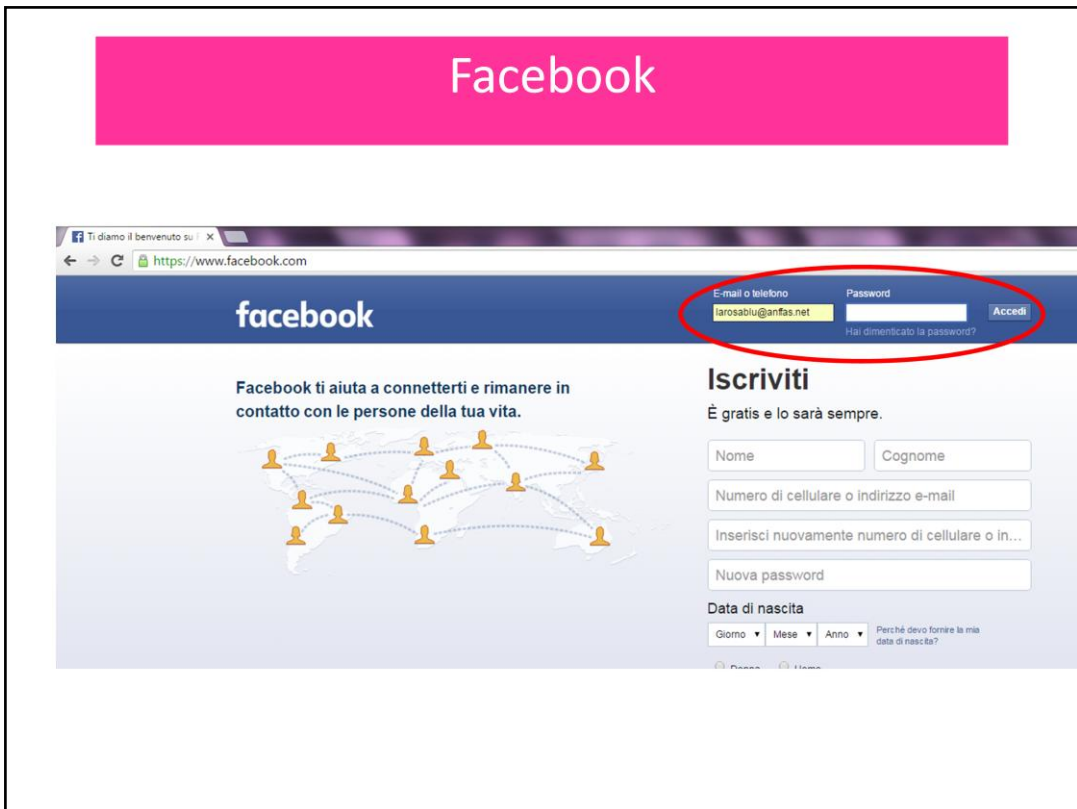 Facebook
Ti diamo il benvenuto su F
https://www.facebook.com
facebook
E-mail o telefono Password
larosablu@anffas.net Accedi
Hai dimenticato la password?
Facebook ti aiuta a connetterti e rimanere in
contatto con le persone della tua vita.
Iscriviti
È gratis e lo sarà sempre.
Nome Cognome
Numero di cellulare o indirizzo e-mail
Inserisci nuovamente numero di cellulare o in...
Nuova password
Data di nascita
Giorno Mese Anno Perché devo fornire la mia
data di nascita?
Donna Uomo